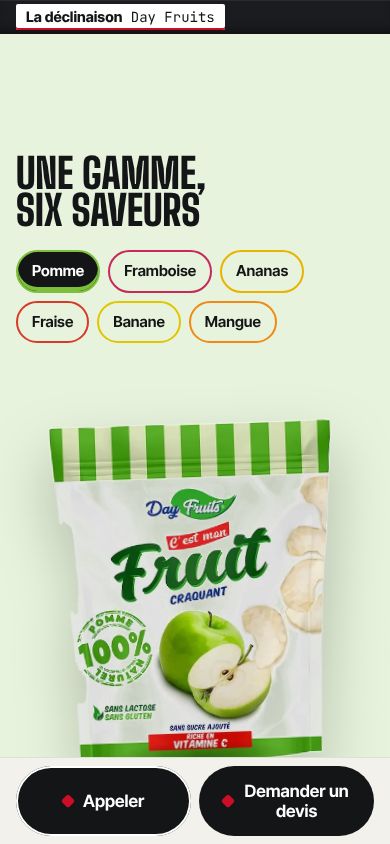 La déclinaison Day Fruits
UNE GAMME,
SIX SAVEURS
Pomme
Framboise
Ananas
Fraise
Banane
Mangue
Day Fruits
C'est mon
Fruit
CRAQUANT
POMME
100%
NATUREL
SANS LACTOSE
SANS GLUTEN
SANS SUCRE AJOUTÉ
RICHE EN
VITAMINE C
Appeler
Demander un
devis